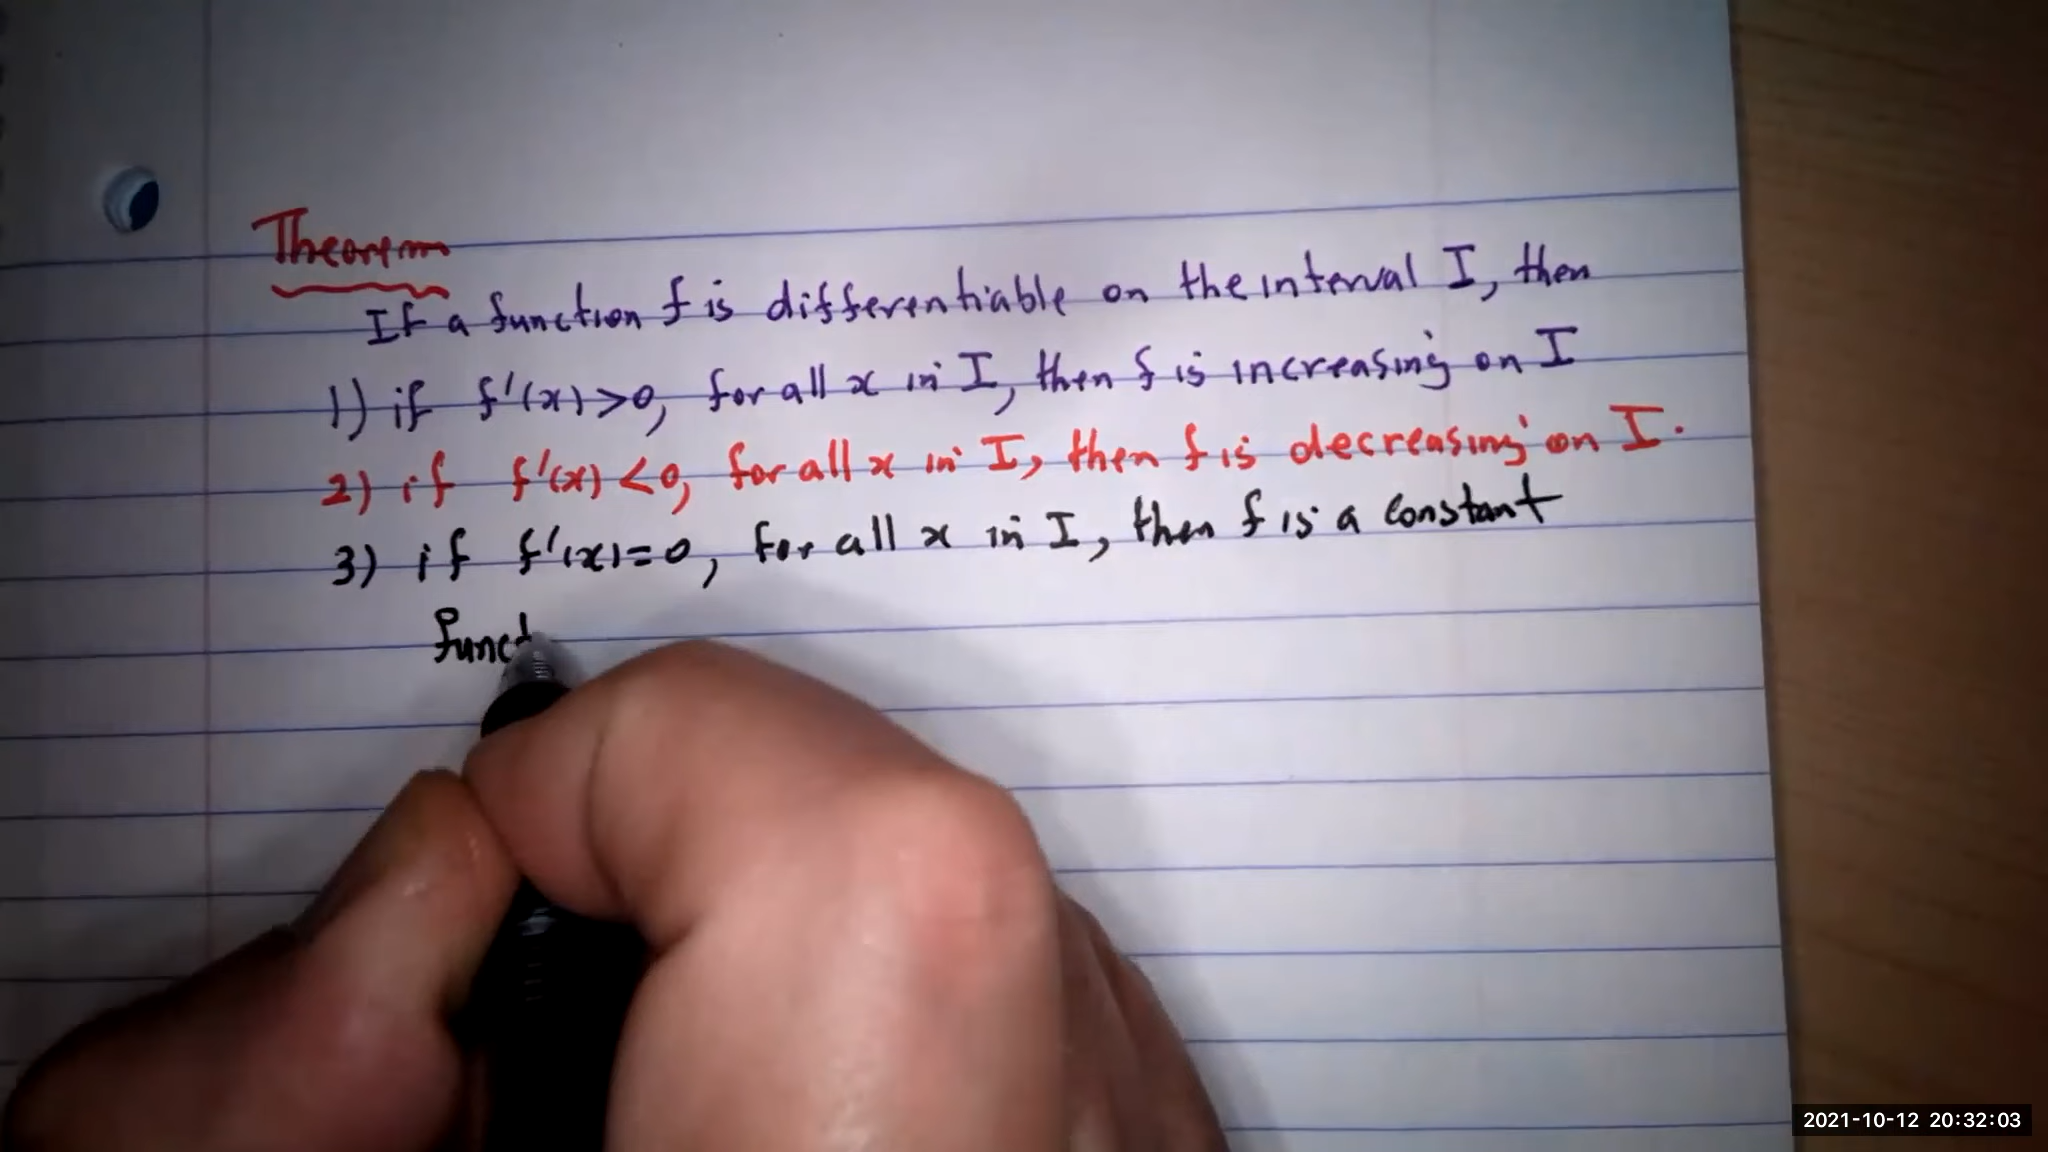 Theorem
If a function f is differentiable on the interval I, then
1) if f'(x)>0, for all x in I, then f is increasing on I
2) if f'(x)<0, for all x in I, then f is decreasing on I.
3) if f'(x)=0, for all x in I, then f is a constant
funct
2021-10-12 20:32:03